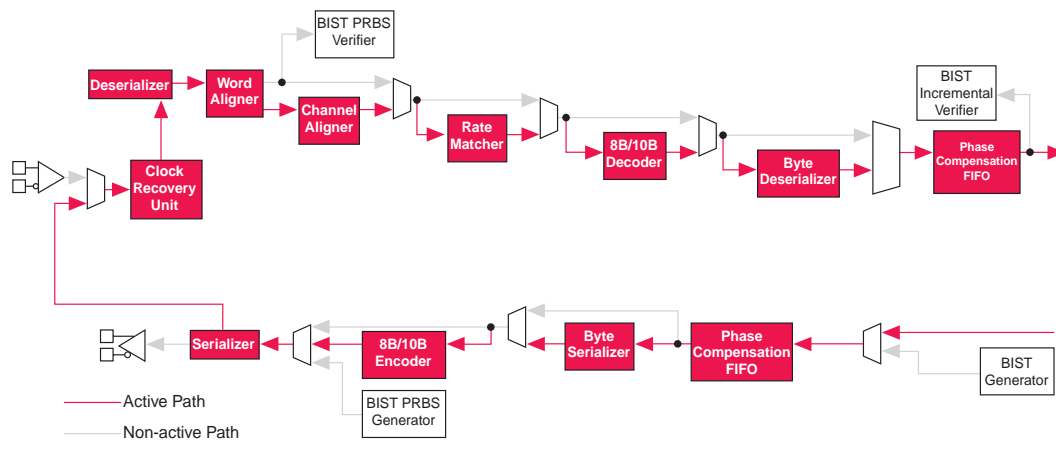 BIST PRBS
Verifier
Deserializer
Word
Aligner
Channel
Aligner
Rate
Matcher
8B/10B
Decoder
Byte
Deserializer
BIST
Incremental
Verifier
Phase
Compensation
FIFO
Clock
Recovery
Unit
Serializer
8B/10B
Encoder
BIST PRBS
Generator
Byte
Serializer
Phase
Compensation
FIFO
BIST
Generator
Active Path
Non-active Path